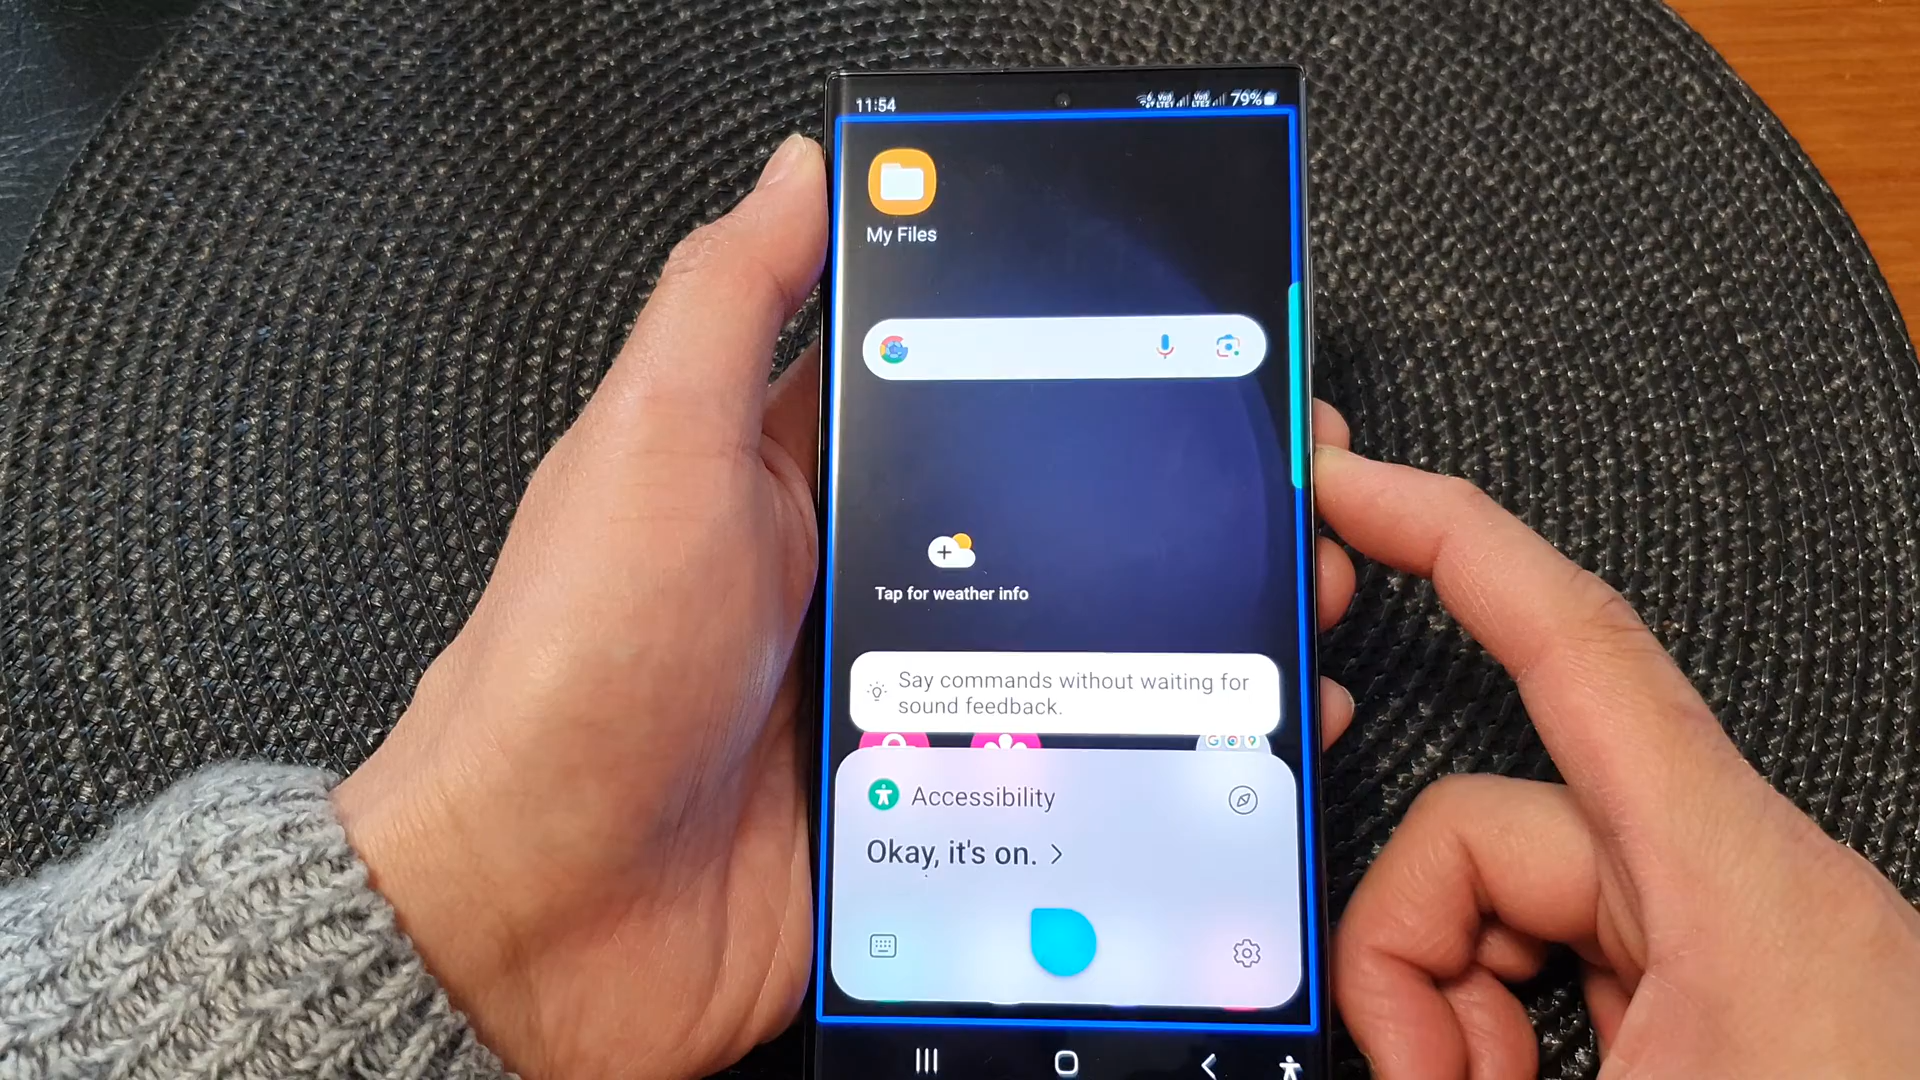 11:54
79%
My Files
Tap for weather info
Say commands without waiting for
sound feedback.
Accessibility
Okay, it's on.